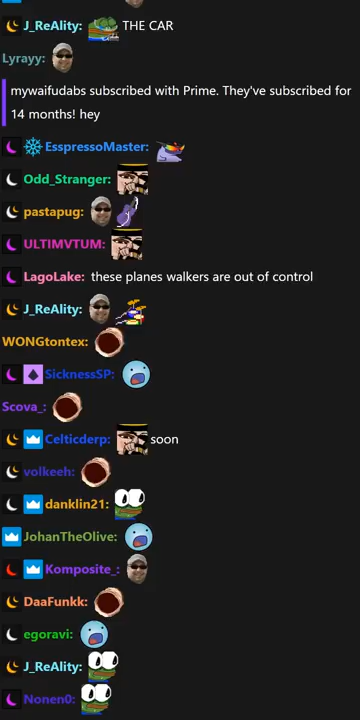 J_ReAlity: THE CAR
Lyrayy:
mywaifudabs subscribed with Prime. They've subscribed for
14 months! hey
EsspressoMaster:
Odd_Stranger:
pastapug:
ULTIMVTUM:
LagoLake: these planes walkers are out of control
J_ReAlity:
WONGtontex:
SicknessSP:
Scova_:
Celticderp: soon
volkeeh:
danklin21:
JohanTheOlive:
Komposite_:
DaaFunkk:
egoravi:
J_ReAlity:
Nonen0: